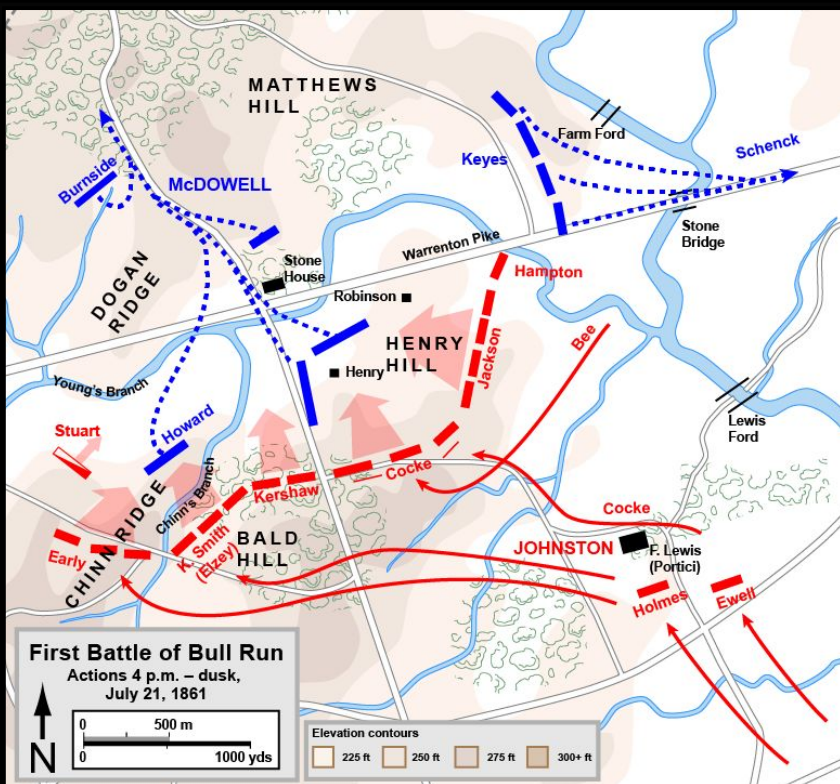 MATTHEWS
HILL
Farm Ford
Keyes
Schenck
Burnside
McDOWELL
Stone
Bridge
Warrenton Pike
Stone
House
Hampton
DOGAN
RIDGE
Robinson
HENRY
HILL
Bee
Jackson
Henry
Young's Branch
Lewis
Ford
Stuart
Howard
Chinn's Branch
Kershaw
Cocke
Cocke
CHINN RIDGE
Early
K. Smith
(Elzey)
BALD
HILL
JOHNSTON
F. Lewis
(Portici)
Holmes
Ewell
First Battle of Bull Run
Actions 4 p.m. – dusk,
July 21, 1861
N
0 500 m
0 1000 yds
Elevation contours
225 ft 250 ft 275 ft 300+ ft